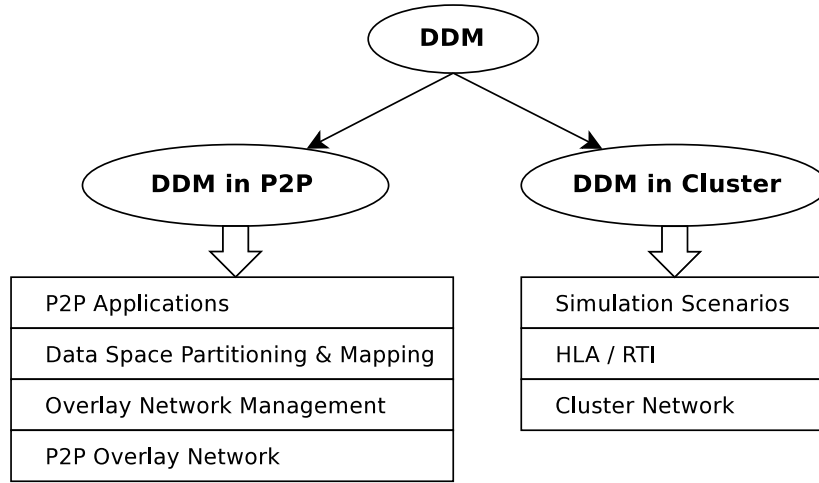 DDM
DDM in P2P
DDM in Cluster
P2P Applications
Data Space Partitioning & Mapping
Overlay Network Management
P2P Overlay Network
Simulation Scenarios
HLA / RTI
Cluster Network